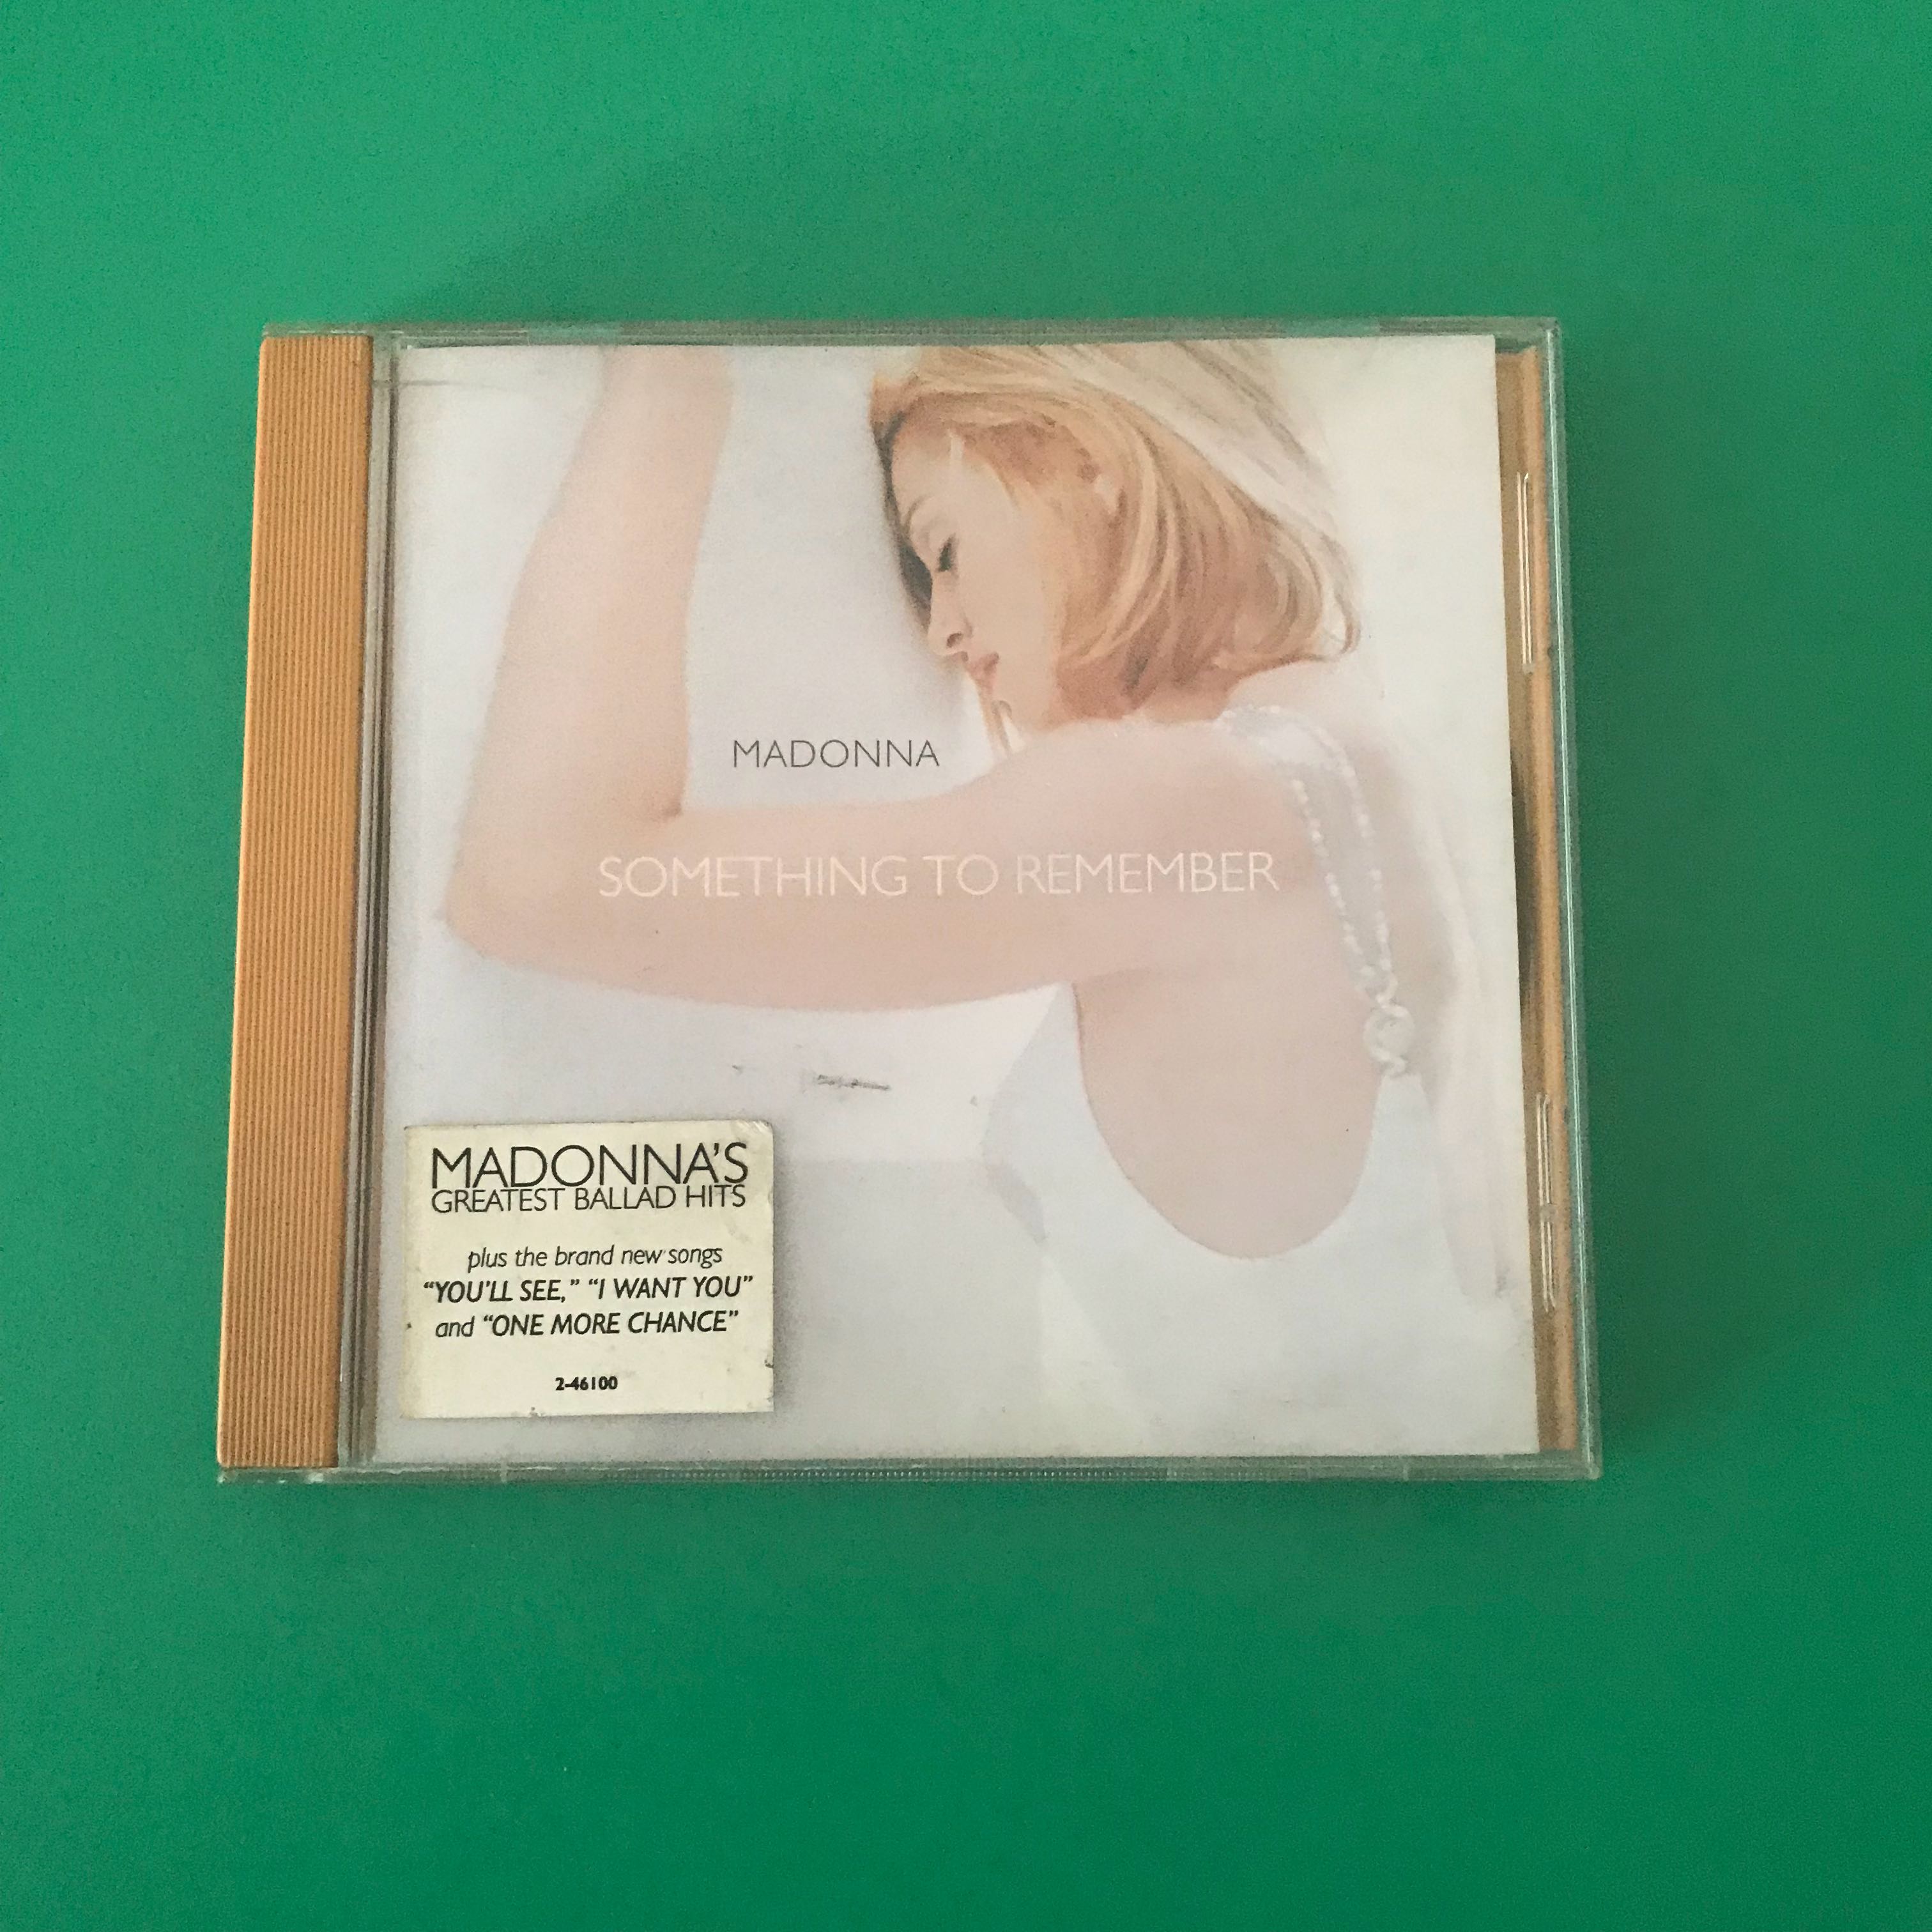 MADONNA
SOMETHING TO REMEMBER
MADONNA'S
GREATEST BALLAD HITS
plus the brand new songs
“YOU'LL SEE,” “I WANT YOU”
and “ONE MORE CHANCE”
2-46100